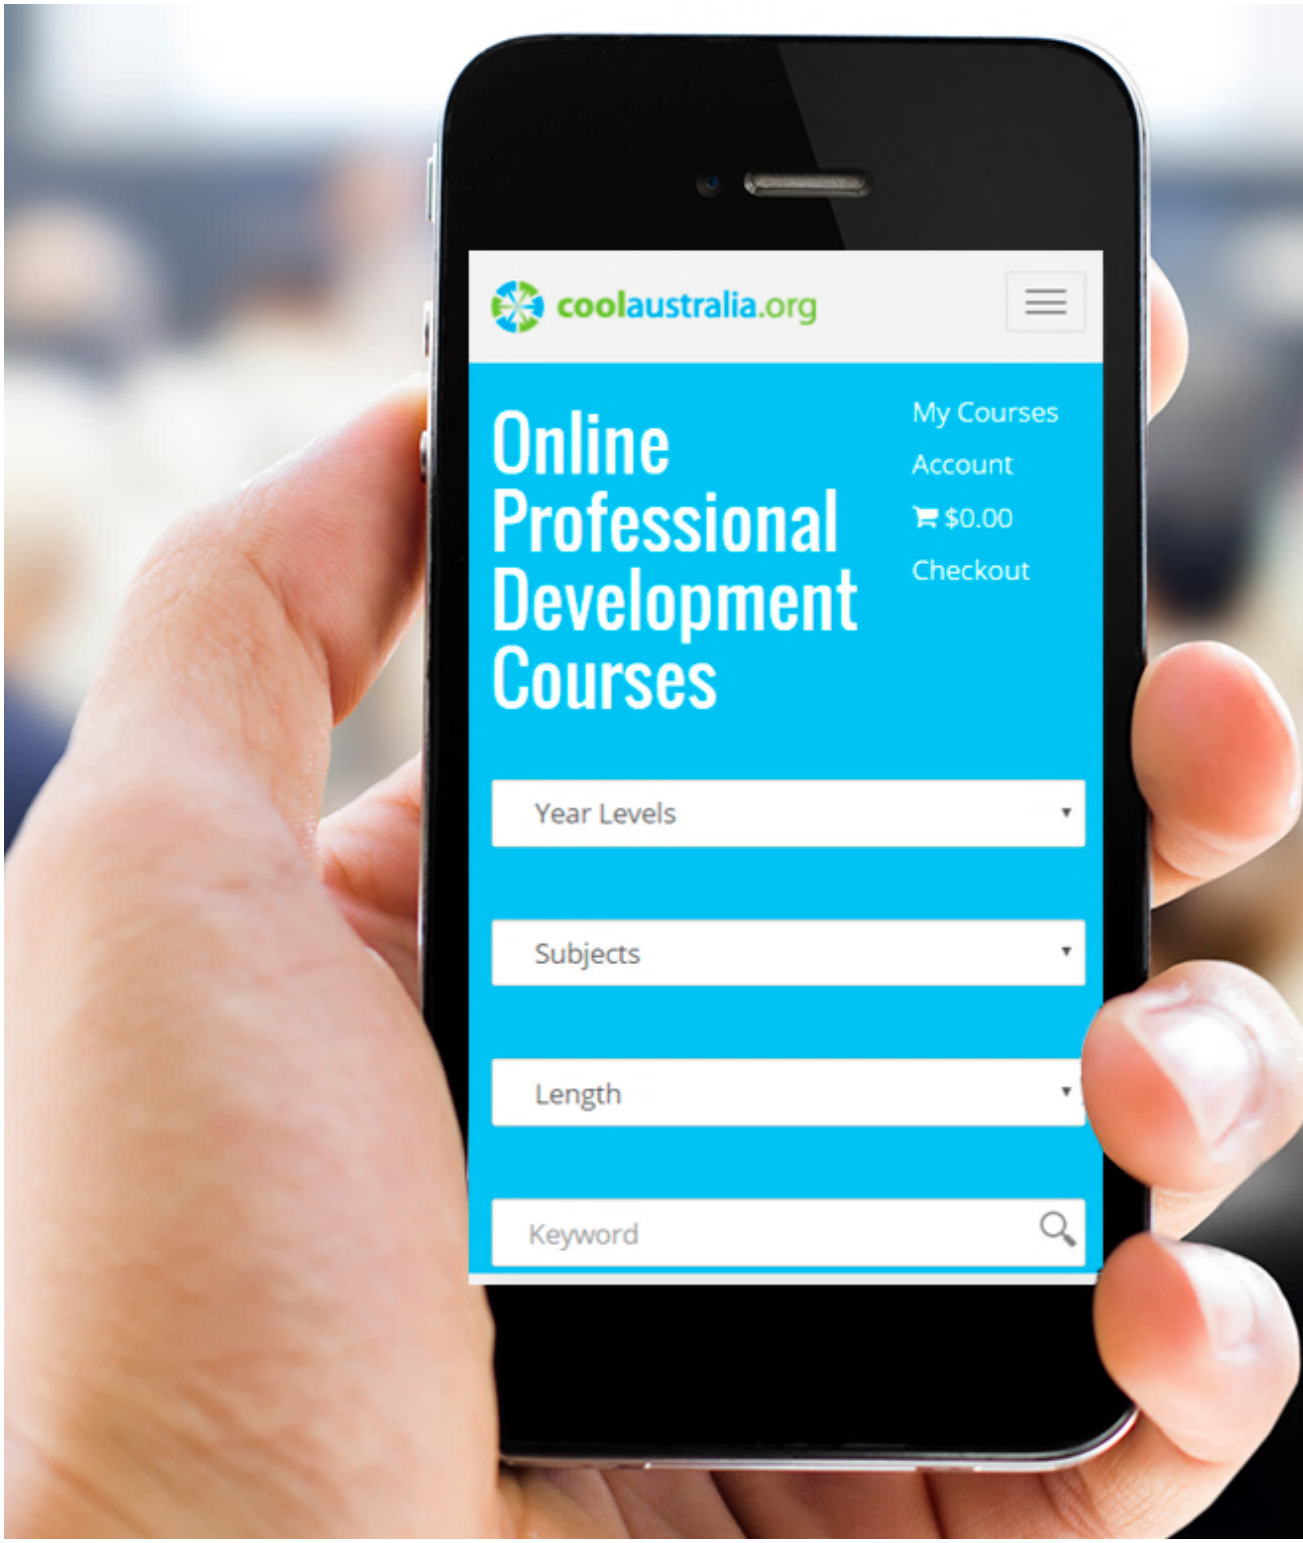 coolaustralia.org
Online
Professional
Development
Courses
My Courses
Account
$0.00
Checkout
Year Levels
Subjects
Length
Keyword